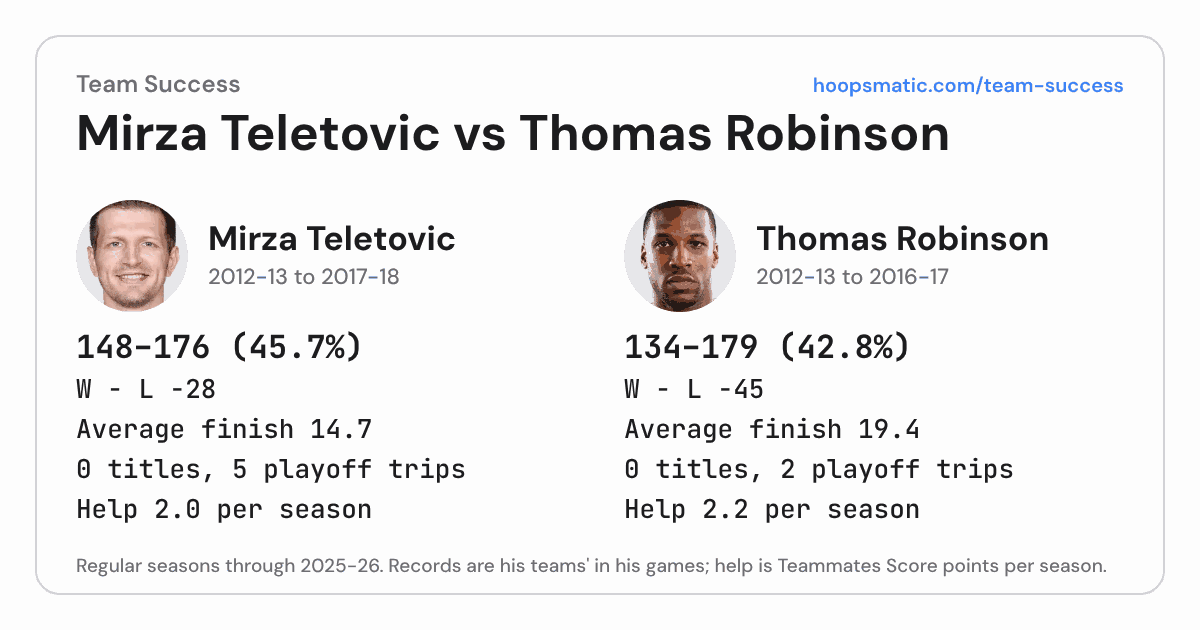 Team Success
hoopsmatic.com/team-success
Mirza Teletovic vs Thomas Robinson
Mirza Teletovic
2012-13 to 2017-18
148-176 (45.7%)
W - L -28
Average finish 14.7
0 titles, 5 playoff trips
Help 2.0 per season
Thomas Robinson
2012-13 to 2016-17
134-179 (42.8%)
W - L -45
Average finish 19.4
0 titles, 2 playoff trips
Help 2.2 per season
Regular seasons through 2025-26. Records are his teams' in his games; help is Teammates Score points per season.